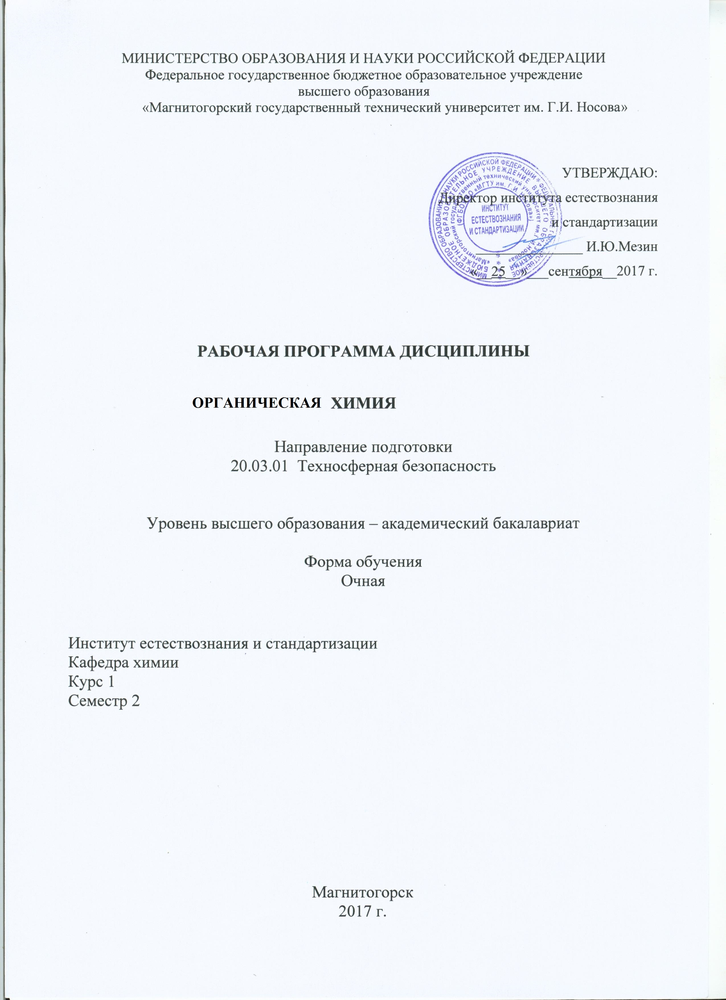 МИНИСТЕРСТВО ОБРАЗОВАНИЯ И НАУКИ РОССИЙСКОЙ ФЕДЕРАЦИИ
Федеральное государственное бюджетное образовательное учреждение
высшего образования
«Магнитогорский государственный технический университет им. Г.И. Носова»
УТВЕРЖДАЮ:
Директор института естествознания
и стандартизации
И.Ю.Мезин
«__25__»___сентября__2017 г.
МИНИСТЕРСТВО ОБРАЗОВАНИЯ И НАУКИ РОССИЙСКОЙ ФЕДЕРАЦИИ * ФЕДЕРАЛЬНОЕ ГОСУДАРСТВЕННОЕ
БЮДЖЕТНОЕ ОБРАЗОВАТЕЛЬНОЕ УЧРЕЖДЕНИЕ ВЫСШЕГО ОБРАЗОВАНИЯ
«Магнитогорский государственный технический университет им. Г.И. Носова»
(ФГБОУ ВО «МГТУ им. Г.И. Носова»)
ИНСТИТУТ
ЕСТЕСТВОЗНАНИЯ
И СТАНДАРТИЗАЦИИ
РАБОЧАЯ ПРОГРАММА ДИСЦИПЛИНЫ
ОРГАНИЧЕСКАЯ ХИМИЯ
Направление подготовки
20.03.01 Техносферная безопасность
Уровень высшего образования – академический бакалавриат
Форма обучения
Очная
Институт естествознания и стандартизации
Кафедра химии
Курс 1
Семестр 2
Магнитогорск
2017 г.